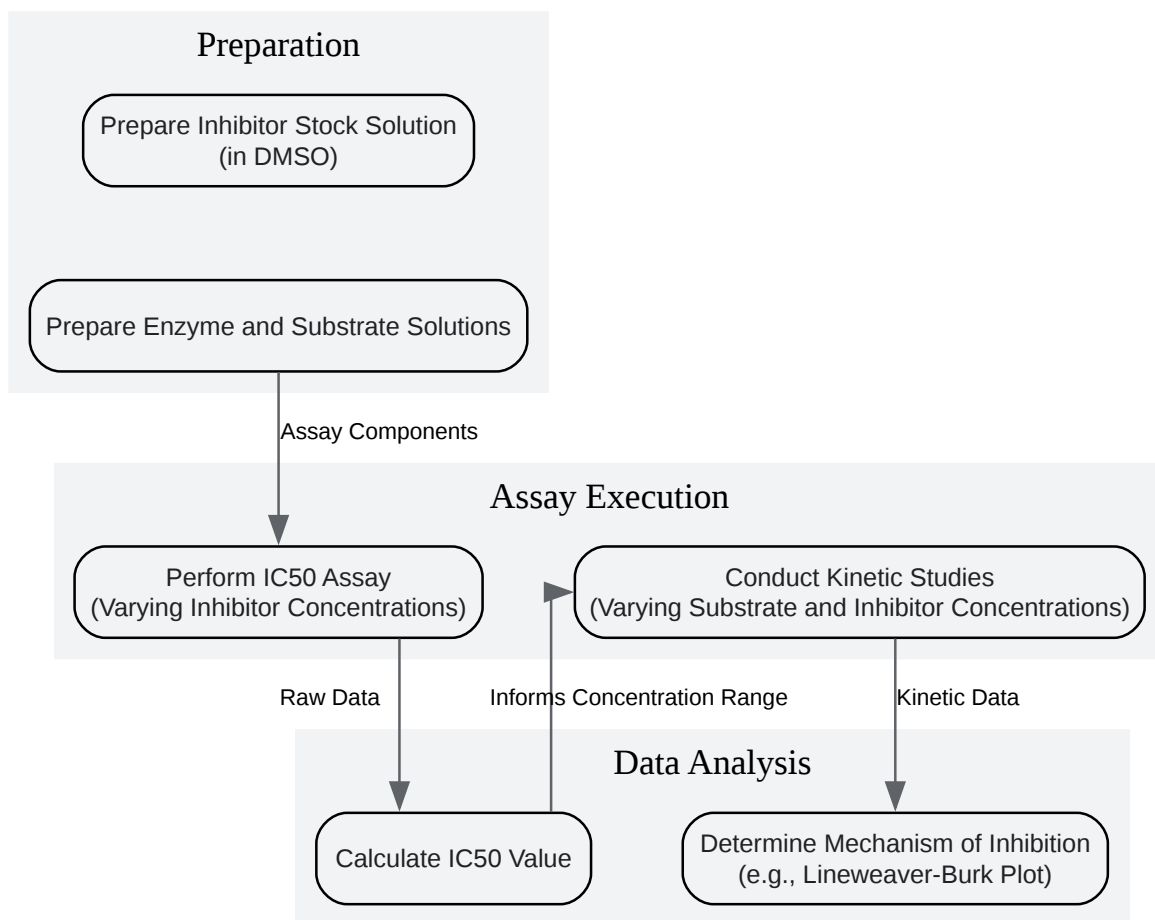 Preparation
Prepare Inhibitor Stock Solution
(in DMSO)
Prepare Enzyme and Substrate Solutions
Assay Components
Assay Execution
Perform IC50 Assay
(Varying Inhibitor Concentrations)
Conduct Kinetic Studies
(Varying Substrate and Inhibitor Concentrations)
Raw Data
Informs Concentration Range
Kinetic Data
Data Analysis
Calculate IC50 Value
Determine Mechanism of Inhibition
(e.g., Lineweaver-Burk Plot)